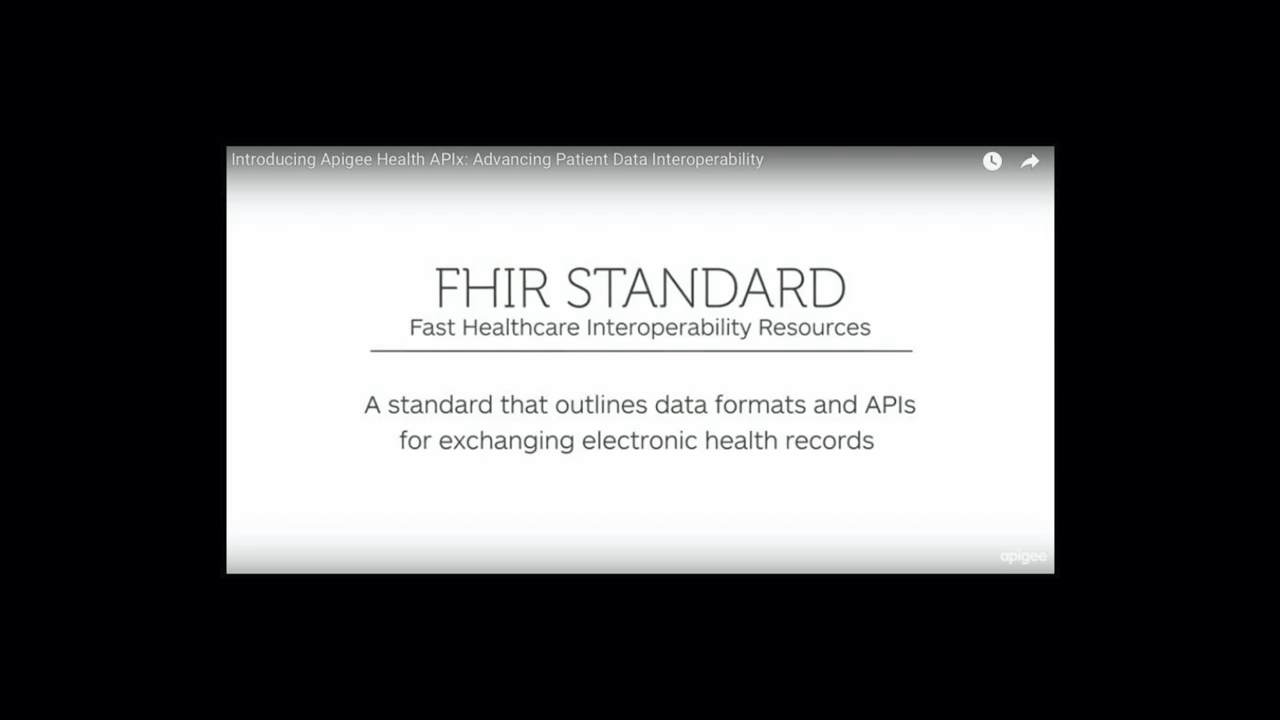 Introducing Apigee Health APIx: Advancing Patient Data Interoperability
FHIR STANDARD
Fast Healthcare Interoperability Resources
A standard that outlines data formats and APIs
for exchanging electronic health records
apigee